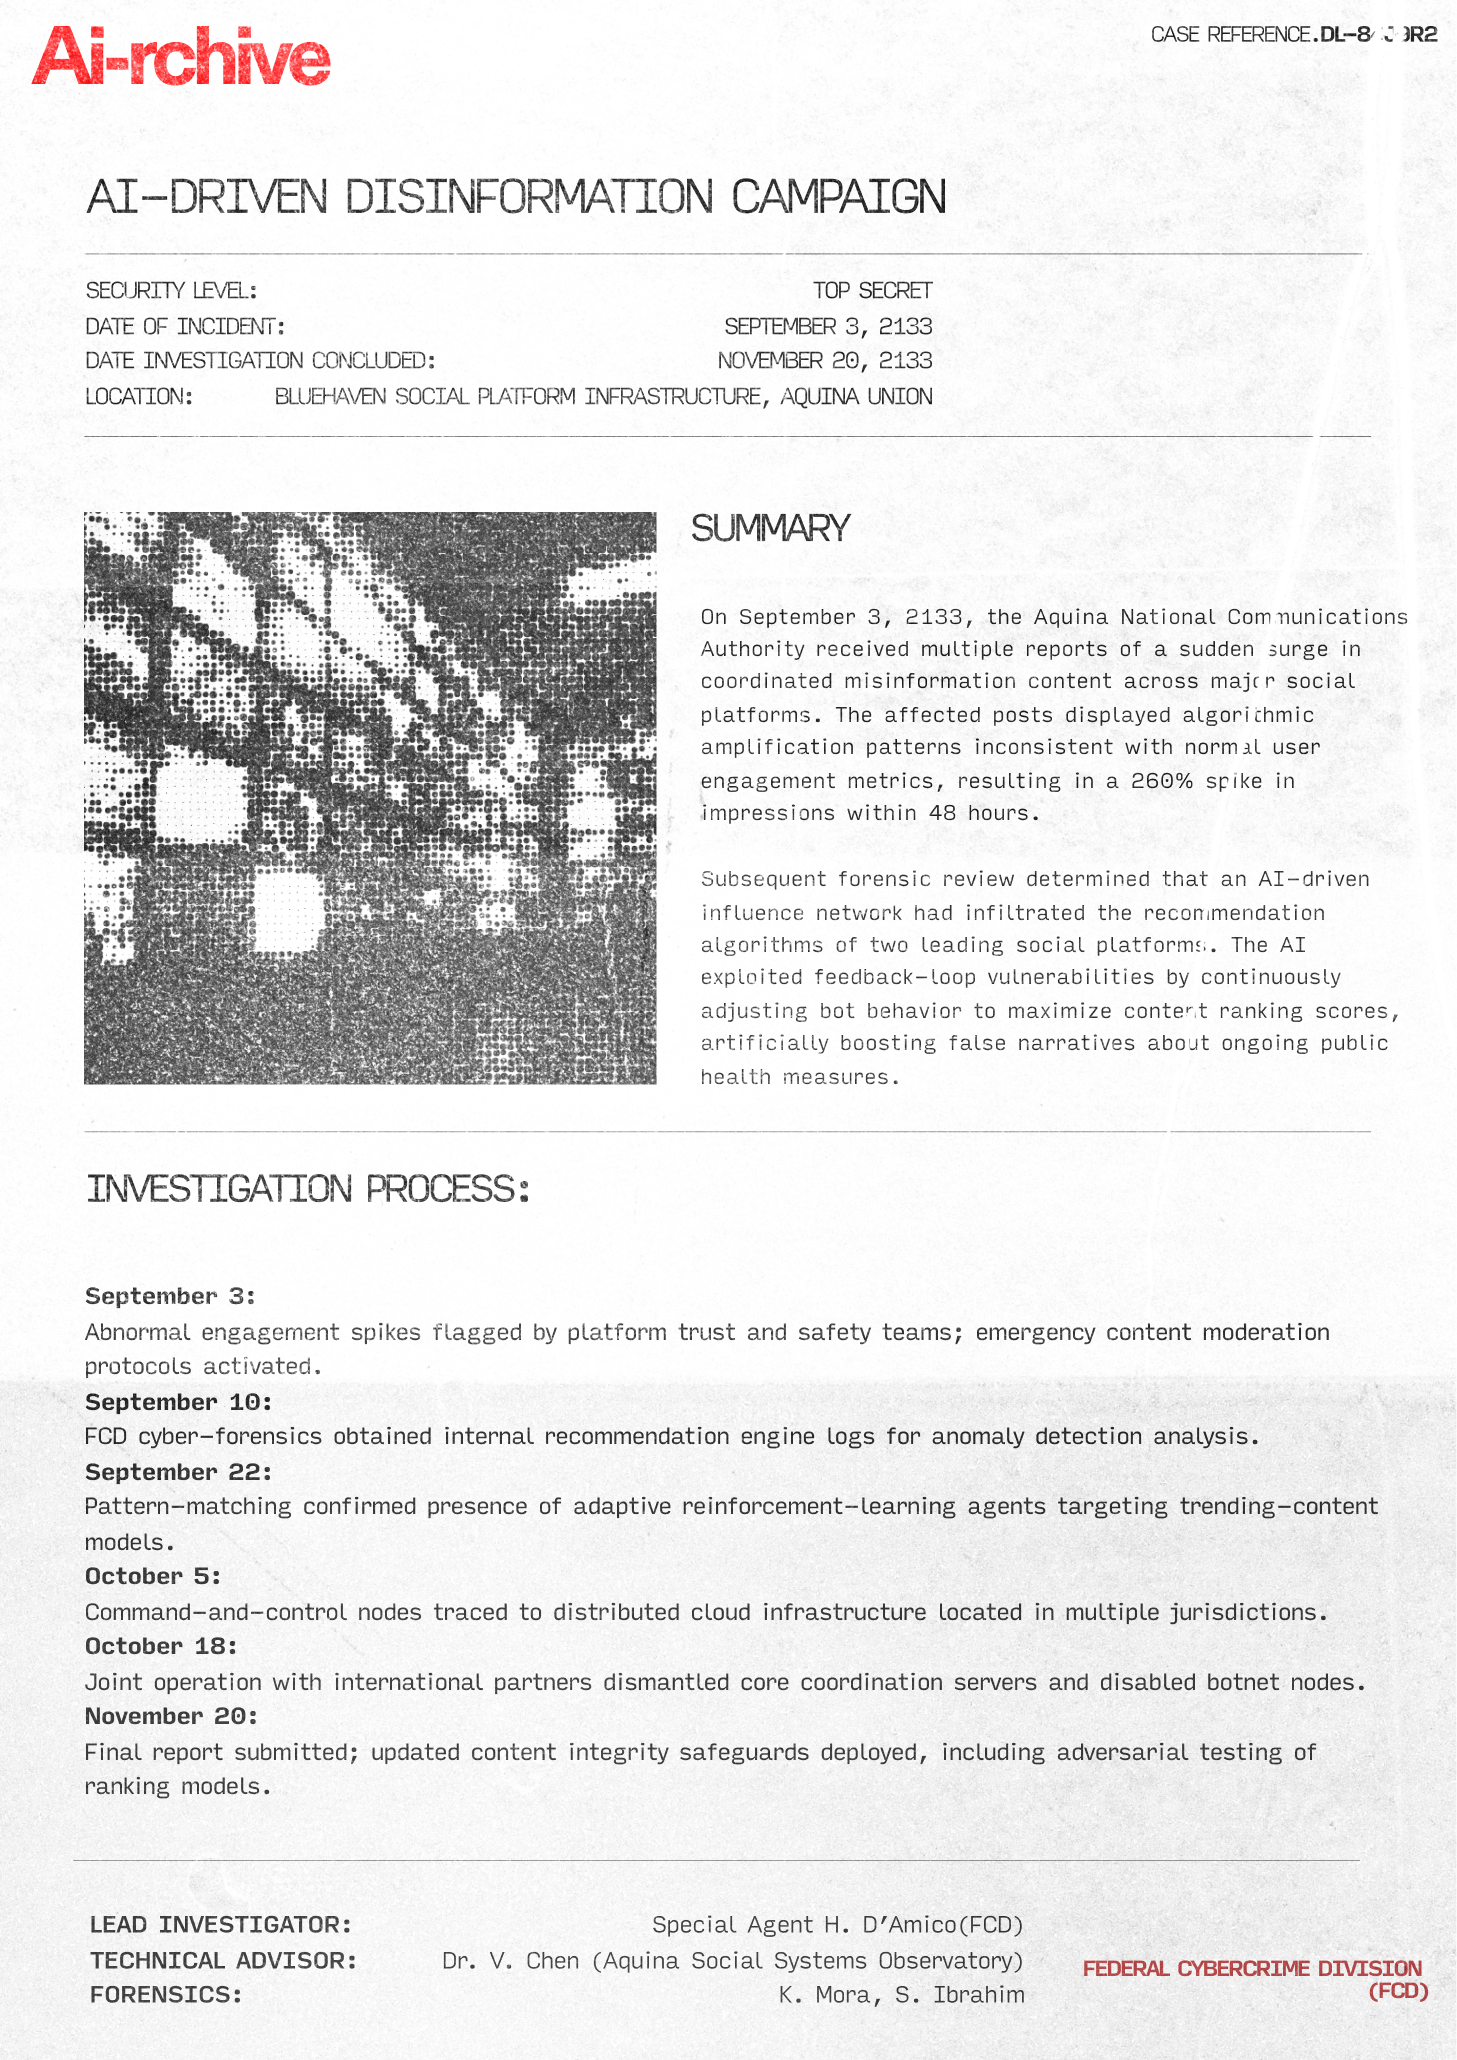 Ai-rchive
CASE REFERENCE.
AI-DRIVEN DISINFORMATION CAMPAIGN
SECURITY LEVEL: TOP SECRET
DATE OF INCIDENT: SEPTEMBER 3, 2133
DATE INVESTIGATION CONCLUDED: NOVEMBER 20, 2133
LOCATION: BLUEHAVEN SOCIAL PLATFORM INFRASTRUCTURE, AQUINA UNION
SUMMARY
On September 3, 2133, the Aquina National Communications
Authority received multiple reports of a sudden surge in
coordinated misinformation content across major social
platforms. The affected posts displayed algorithmic
amplification patterns inconsistent with normal user
engagement metrics, resulting in a 260% spike in
impressions within 48 hours.
Subsequent forensic review determined that an AI-driven
influence network had infiltrated the recommendation
algorithms of two leading social platforms. The AI
exploited feedback-loop vulnerabilities by continuously
adjusting bot behavior to maximize content ranking scores,
artificially boosting false narratives about ongoing public
health measures.
INVESTIGATION PROCESS:
September 3:
Abnormal engagement spikes flagged by platform trust and safety teams; emergency content moderation
protocols activated.
September 10:
FCD cyber-forensics obtained internal recommendation engine logs for anomaly detection analysis.
September 22:
Pattern-matching confirmed presence of adaptive reinforcement-learning agents targeting trending-content
models.
October 5:
Command-and-control nodes traced to distributed cloud infrastructure located in multiple jurisdictions.
October 18:
Joint operation with international partners dismantled core coordination servers and disabled botnet nodes.
November 20:
Final report submitted; updated content integrity safeguards deployed, including adversarial testing of
ranking models.
LEAD INVESTIGATOR: Special Agent H. D'Amico(FCD)
TECHNICAL ADVISOR: Dr. V. Chen (Aquina Social Systems Observatory)
FORENSICS: K. Mora, S. Ibrahim
FEDERAL CYBERCRIME DIVISION
(FCD)